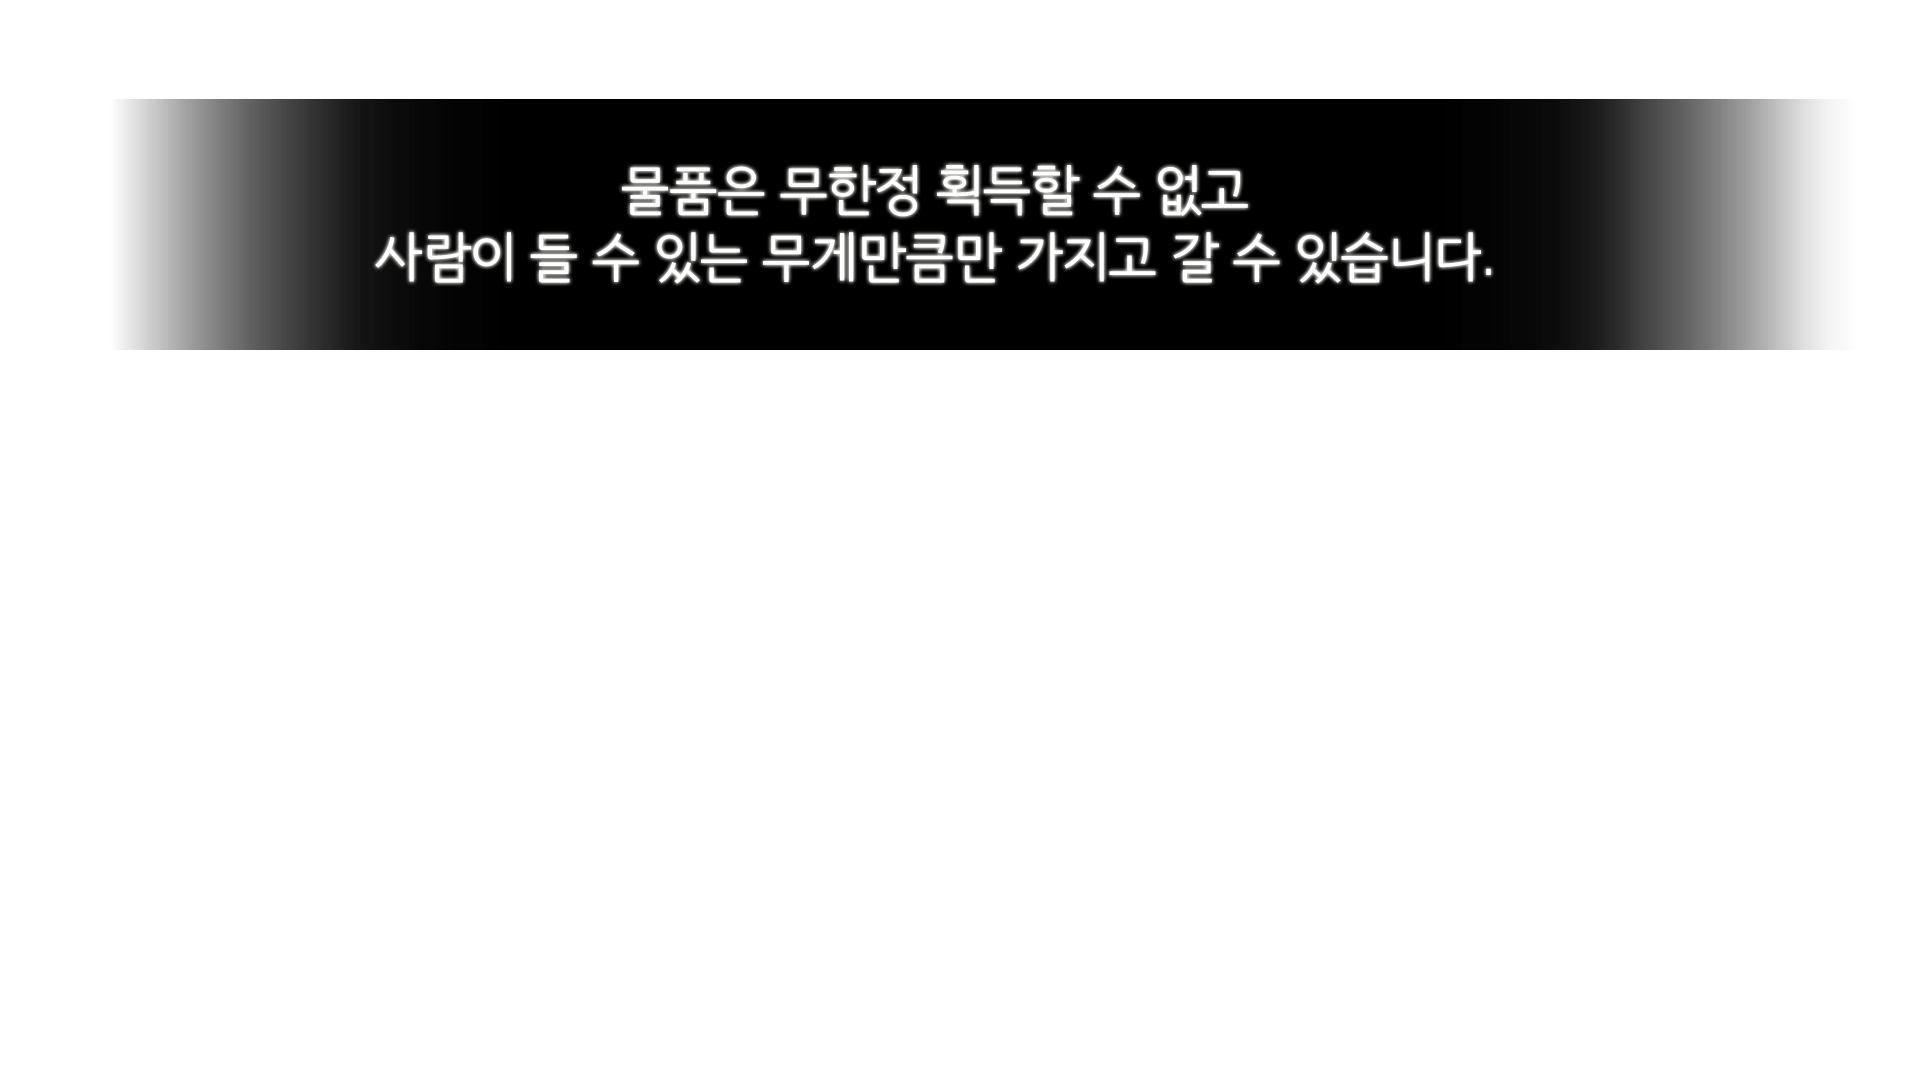 물품은 무한정 획득할 수 없고
사람이 들 수 있는 무게만큼만 가지고 갈 수 있습니다.